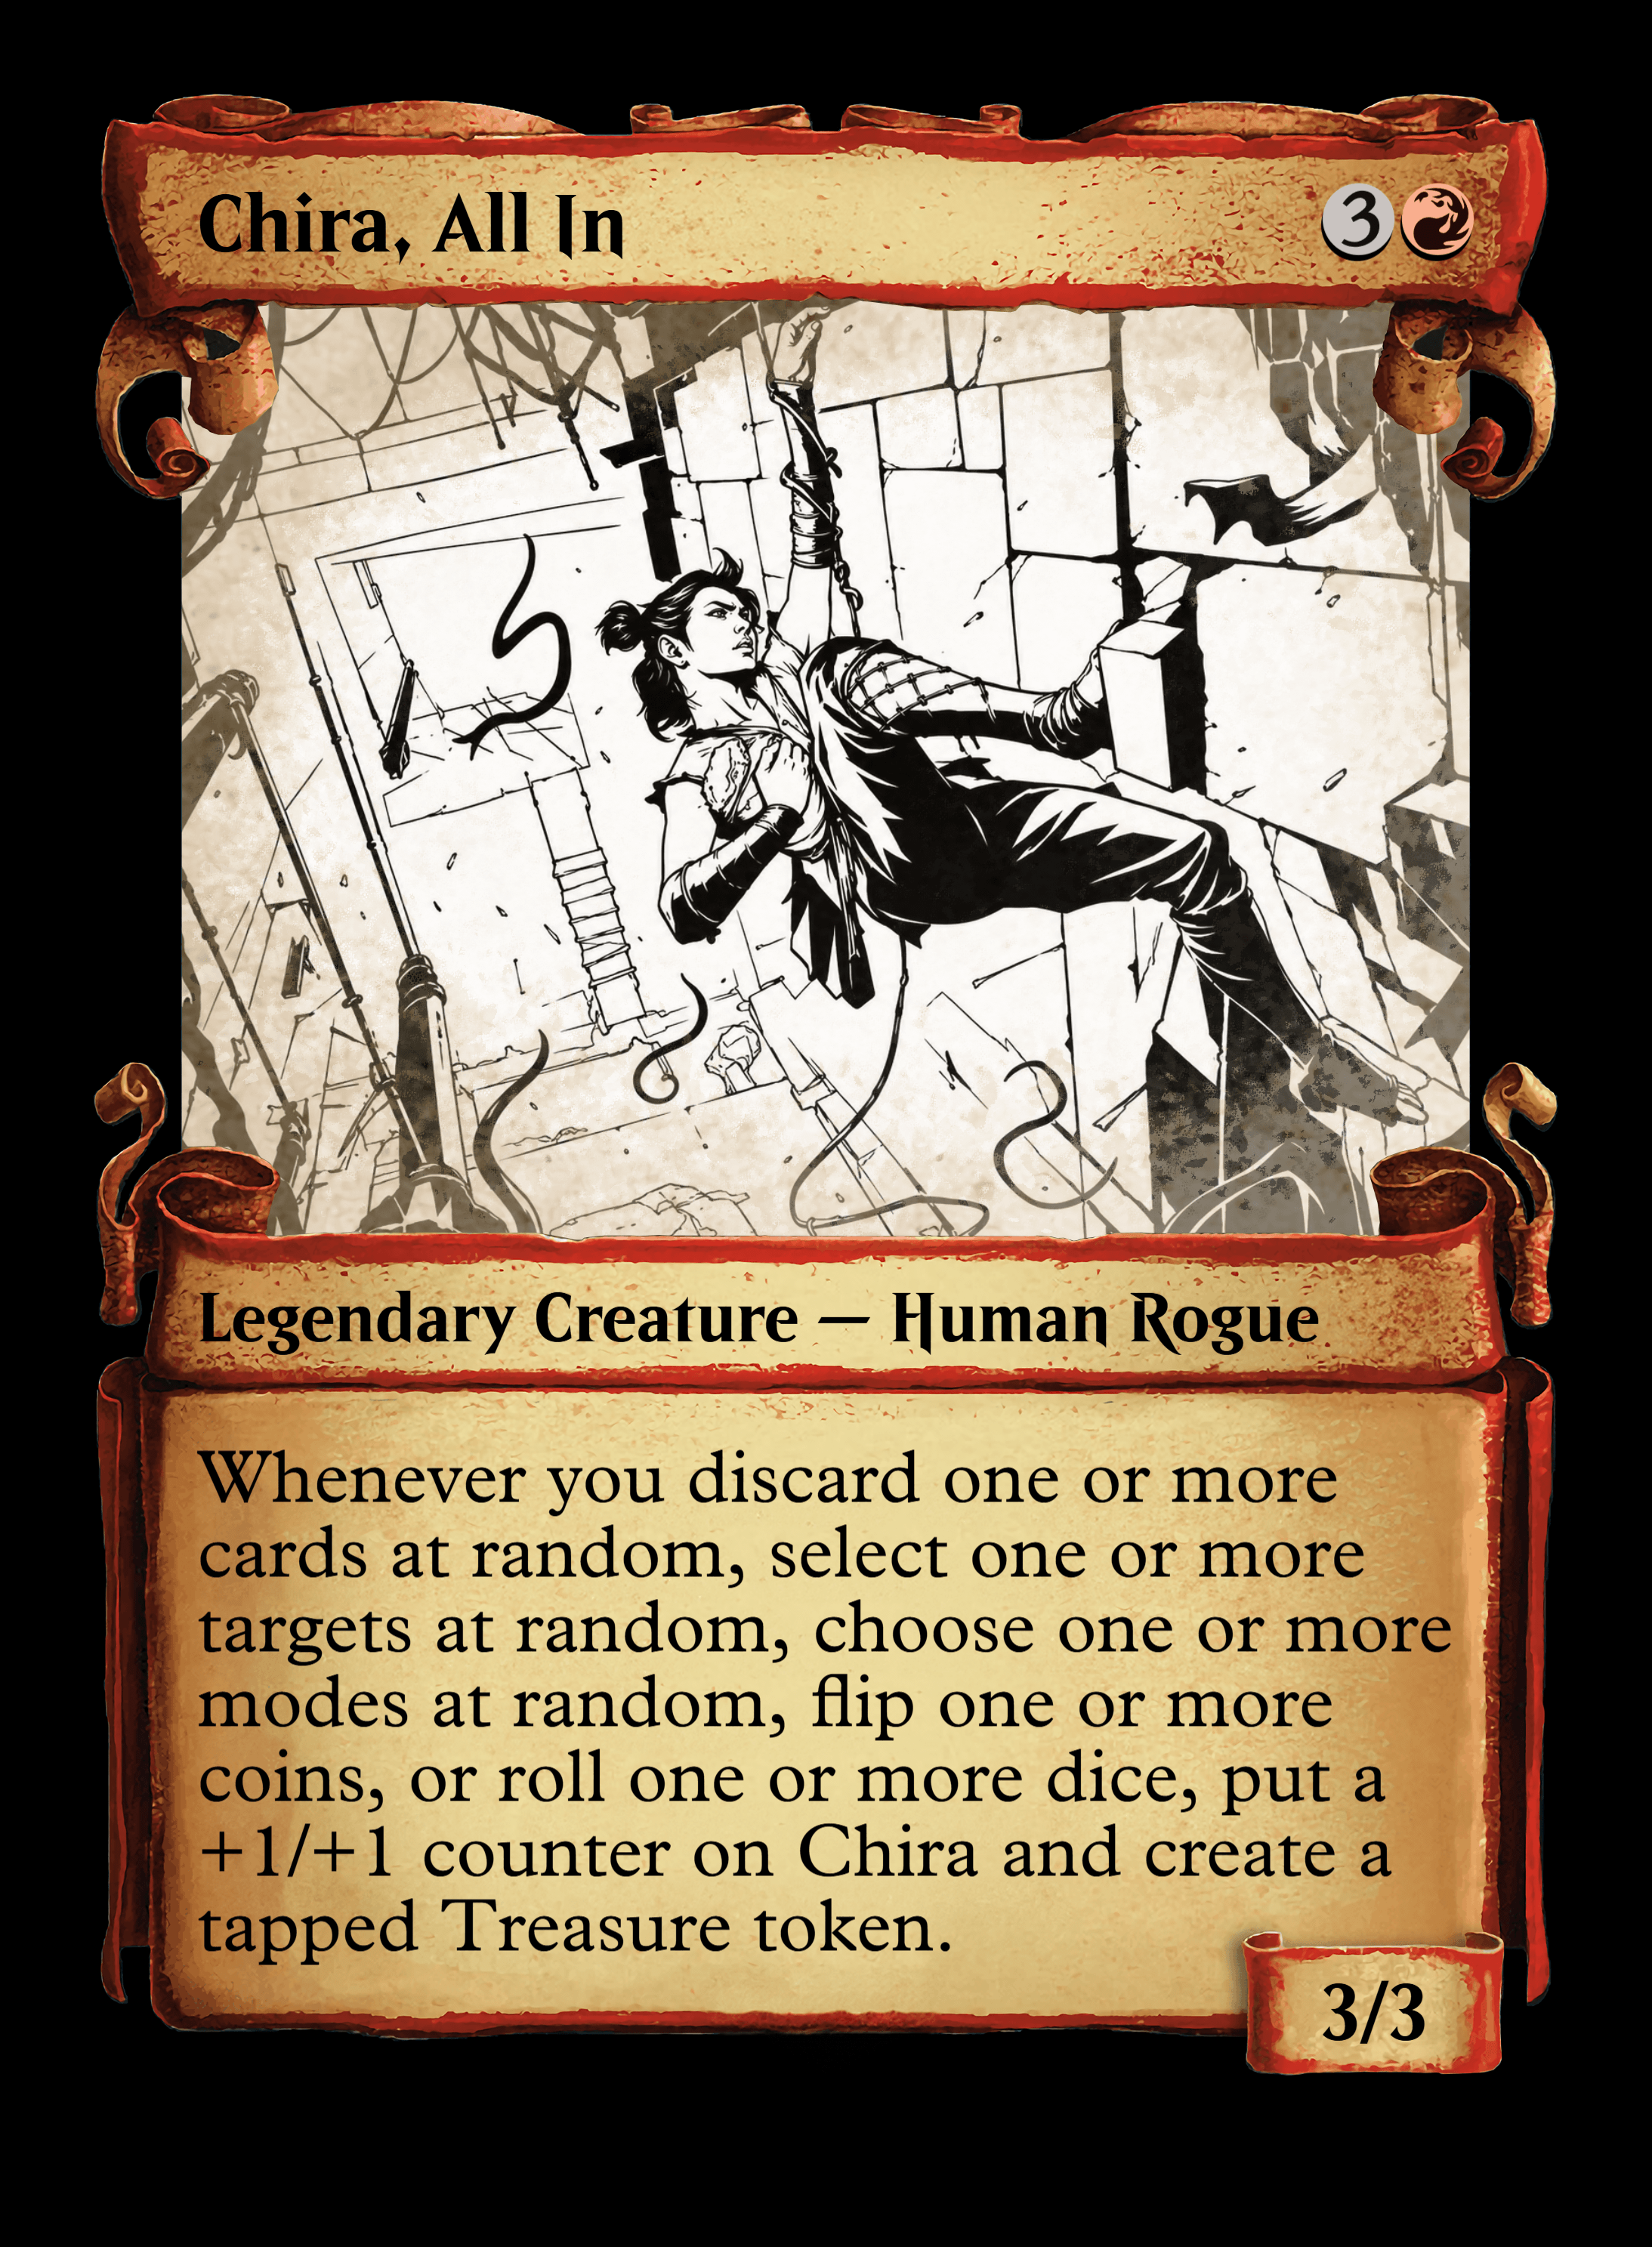 Chira, All In
3
Legendary Creature — Human Rogue
Whenever you discard one or more
cards at random, select one or more
targets at random, choose one or more
modes at random, flip one or more
coins, or roll one or more dice, put a
+1/+1 counter on Chira and create a
tapped Treasure token.
3/3